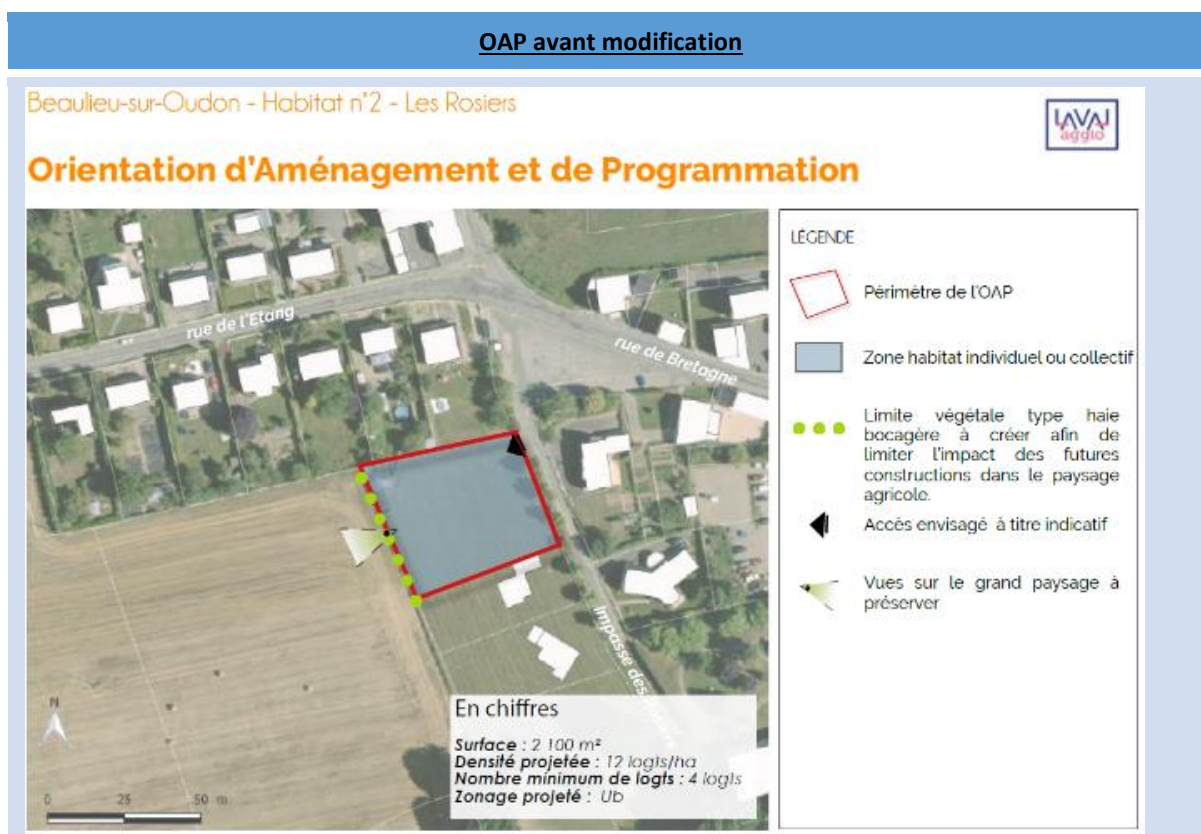 OAP avant modification
Beaulieu-sur-Oudon - Habitat n°2 - Les Rosiers
LAVAL
agglo
Orientation d'Aménagement et de Programmation
rue de l'Etang
rue de Bretagne
Impasse des
N
0 25 50 m
En chiffres
Surface : 2 100 m²
Densité projetée : 12 logts/ha
Nombre minimum de logts : 4 logts
Zonage projeté : Ub
LÉGENDE
Périmètre de l'OAP
Zone habitat individuel ou collectif
Limite végétale type haie
bocagère à créer afin de
limiter l'impact des futures
constructions dans le paysage
agricole.
Accès envisagé à titre indicatif
Vues sur le grand paysage à
préserver